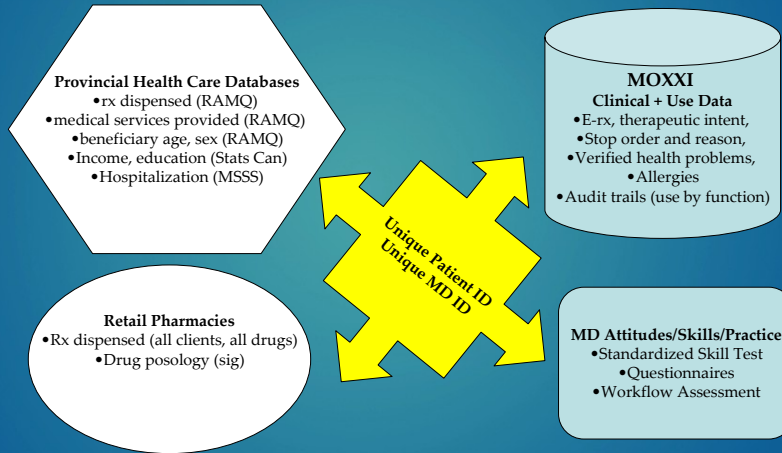 Provincial Health Care Databases
•rx dispensed (RAMQ)
•medical services provided (RAMQ)
•beneficiary age, sex (RAMQ)
•Income, education (Stats Can)
•Hospitalization (MSSS)
MOXXI
Clinical + Use Data
•E-rx, therapeutic intent,
•Stop order and reason,
•Verified health problems,
•Allergies
•Audit trails (use by function)
Unique Patient ID
Unique MD ID
Retail Pharmacies
•Rx dispensed (all clients, all drugs)
•Drug posology (sig)
MD Attitudes/Skills/Practice
•Standardized Skill Test
•Questionnaires
•Workflow Assessment